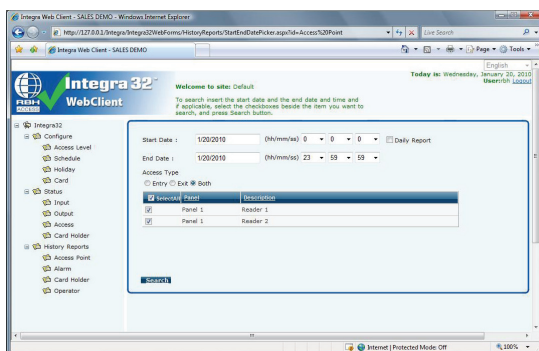 Integra Web Client - SALES DEMO - Windows Internet Explorer
http://127.0.0.1/Integra/Integra32WebForms/HistoryReports/StartEndDatePicker.aspx?id=Access%20Point
Live Search
Integra Web Client - SALES DEMO
Page
Tools
English
Today is: Wednesday, January 20, 2010
User:rbh Logout
Integra 32™
WebClient
RBH
ACCESS
Welcome to site: Default
To search insert the start date and the end date and time and
if applicable, select the checkboxes beside the item you want to
search, and press Search button.
Integra32
Configure
Access Level
Schedule
Holiday
Card
Status
Input
Output
Access
Card Holder
History Reports
Access Point
Alarm
Card Holder
Operator
Start Date : 1/20/2010 (hh/mm/ss) 0 0 0 Daily Report
End Date : 1/20/2010 (hh/mm/ss) 23 59 59
Access Type
Entry Exit Both
SelectAll Panel Description
Panel 1 Reader 1
Panel 1 Reader 2
Search
Internet | Protected Mode: Off
100%